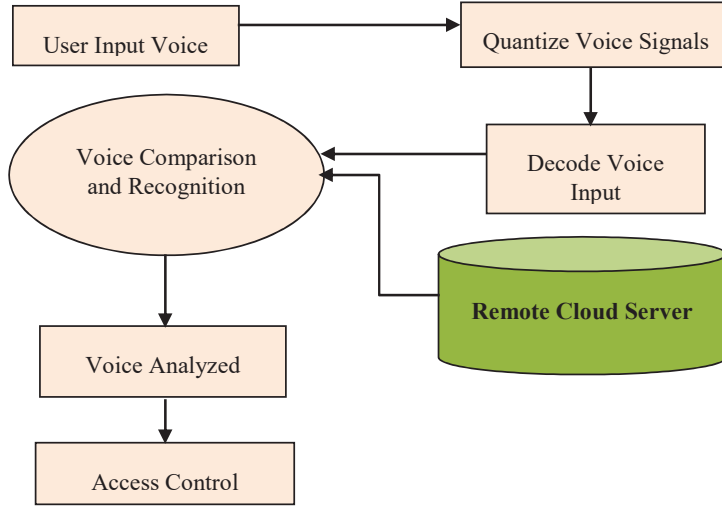 User Input Voice
Quantize Voice Signals
Voice Comparison
and Recognition
Decode Voice
Input
Remote Cloud Server
Voice Analyzed
Access Control